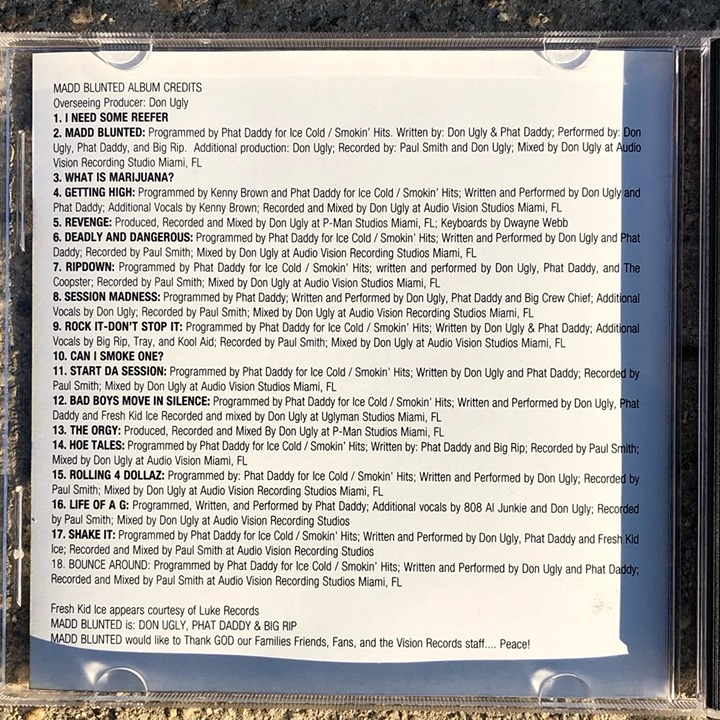 MADD BLUNTED ALBUM CREDITS
Overseeing Producer: Don Ugly
1. I NEED SOME REEFER
2. MADD BLUNTED: Programmed by Phat Daddy for Ice Cold / Smokin' Hits. Written by: Don Ugly & Phat Daddy; Performed by: Don
Ugly, Phat Daddy, and Big Rip. Additional production: Don Ugly; Recorded by: Paul Smith and Don Ugly; Mixed by Don Ugly at Audio
Vision Recording Studio Miami, FL
3. WHAT IS MARIJUANA?
4. GETTING HIGH: Programmed by Kenny Brown and Phat Daddy for Ice Cold / Smokin' Hits; Written and Performed by Don Ugly and
Phat Daddy; Additional Vocals by Kenny Brown; Recorded and Mixed by Don Ugly at Audio Vision Studios Miami, FL
5. REVENGE: Produced, Recorded and Mixed by Don Ugly at P-Man Studios Miami, FL; Keyboards by Dwayne Webb
6. DEADLY AND DANGEROUS: Programmed by Phat Daddy for Ice Cold / Smokin' Hits; Written and Performed by Don Ugly and Phat
Daddy; Recorded by Paul Smith; Mixed by Don Ugly at Audio Vision Recording Studios Miami, FL
7. RIPDOWN: Programmed by Phat Daddy for Ice Cold / Smokin' Hits; written and performed by Don Ugly, Phat Daddy, and The
Coopster; Recorded by Paul Smith; Mixed by Don Ugly at Audio Vision Studios Miami, FL
8. SESSION MADNESS: Programmed by Phat Daddy; Written and Performed by Don Ugly, Phat Daddy and Big Crew Chief; Additional
Vocals by Don Ugly; Recorded by Paul Smith; Mixed by Don Ugly at Audio Vision Recording Studios Miami, FL
9. ROCK IT-DON'T STOP IT: Programmed by Phat Daddy for Ice Cold / Smokin' Hits; Written by Don Ugly & Phat Daddy; Additional
Vocals by Big Rip, Tray, and Kool Aid; Recorded by Paul Smith; Mixed by Don Ugly at Audio Vision Recording Studios Miami, FL
10. CAN I SMOKE ONE?
11. START DA SESSION: Programmed by Phat Daddy for Ice Cold / Smokin' Hits; Written by Don Ugly and Phat Daddy; Recorded by
Paul Smith; Mixed by Don Ugly at Audio Vision Studios Miami, FL
12. BAD BOYS MOVE IN SILENCE: Programmed by Phat Daddy for Ice Cold / Smokin' Hits; Written and Performed by Don Ugly, Phat
Daddy and Fresh Kid Ice Recorded and mixed by Don Ugly at Uglyman Studios Miami, FL
13. THE ORGY: Produced, Recorded and Mixed By Don Ugly at P-Man Studios Miami, FL
14. HOE TALES: Programmed by Phat Daddy for Ice Cold / Smokin' Hits; Written by: Phat Daddy and Big Rip; Recorded by Paul Smith;
Mixed by Don Ugly at Audio Vision Miami, FL
15. ROLLING 4 DOLLAZ: Programmed by: Phat Daddy for Ice Cold / Smokin' Hits; Written and Performed by Don Ugly; Recorded by
Paul Smith; Mixed by Don Ugly at Audio Vision Recording Studios Miami, FL
16. LIFE OF A G: Programmed, Written, and Performed by Phat Daddy; Additional vocals by 808 Al Junkie and Don Ugly; Recorded
by Paul Smith; Mixed by Don Ugly at Audio Vision Recording Studios
17. SHAKE IT: Programmed by Phat Daddy for Ice Cold / Smokin' Hits; Written and Performed by Don Ugly, Phat Daddy and Fresh Kid
Ice; Recorded and Mixed by Paul Smith at Audio Vision Recording Studios
18. BOUNCE AROUND: Programmed by Phat Daddy for Ice Cold / Smokin' Hits; Written and Performed by Don Ugly and Phat Daddy;
Recorded and Mixed by Paul Smith at Audio Vision Recording Studios Miami, FL
Fresh Kid Ice appears courtesy of Luke Records
MADD BLUNTED is: DON UGLY, PHAT DADDY & BIG RIP
MADD BLUNTED would like to Thank GOD our Families Friends, Fans, and the Vision Records staff.... Peace!